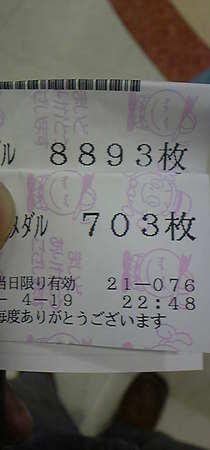 ダル 8893枚
メダル 703枚
当日限り有効 21-076
- 4-19 22:48
毎度ありがとうございます